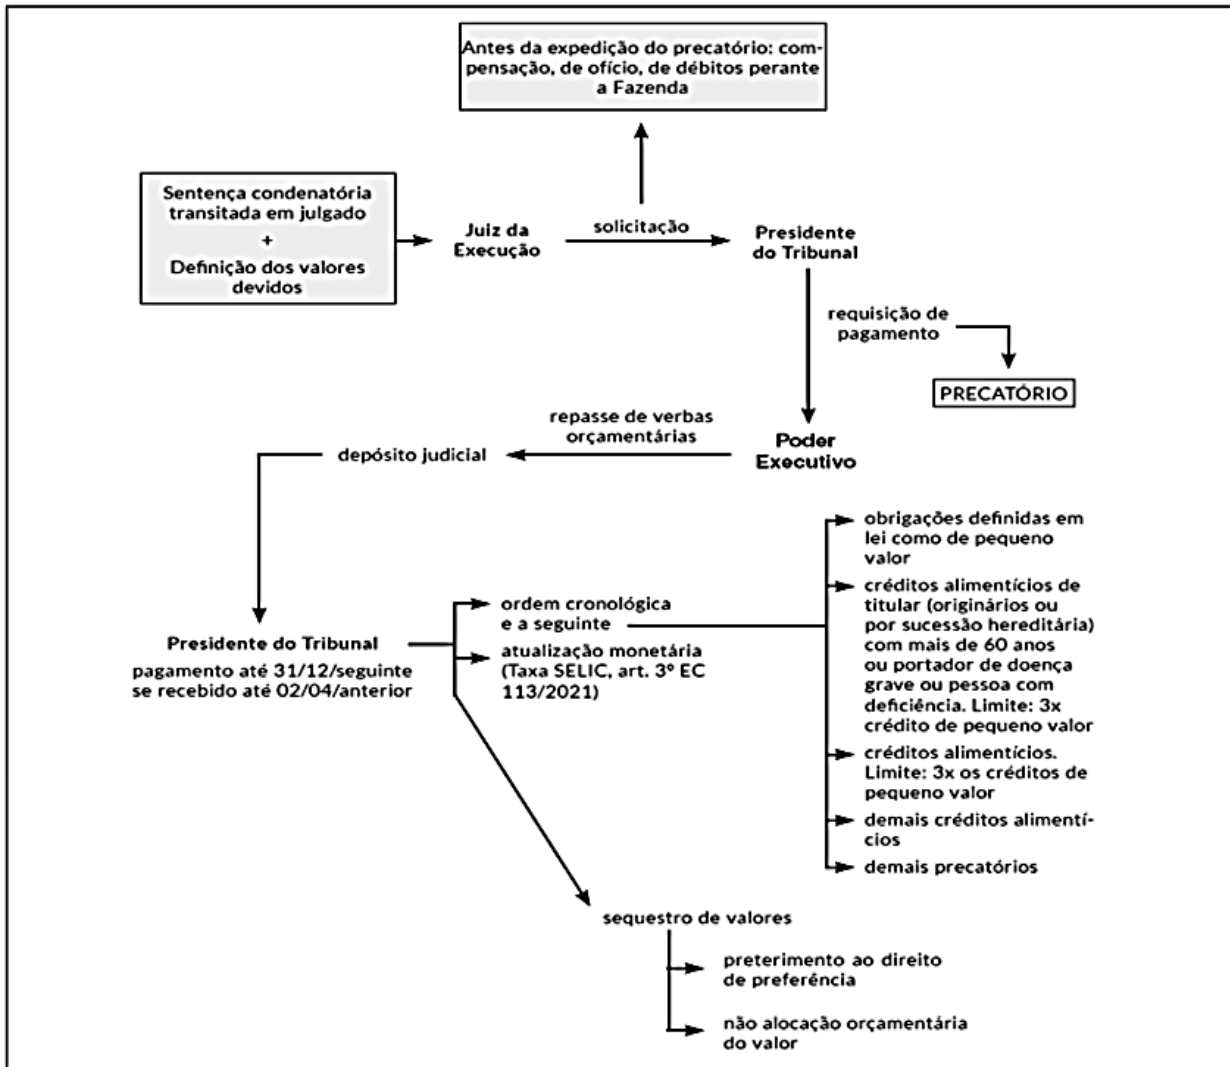 Antes da expedição do precatório: com-
pensação, de ofício, de débitos perante
a Fazenda
Sentença condenatória
transitada em julgado
+
Definição dos valores
devidos
Juiz da
Execução
solicitação
Presidente
do Tribunal
requisição de
pagamento
PRECATÓRIO
repasse de verbas
orçamentárias
depósito judicial
Poder
Executivo
Presidente do Tribunal
pagamento até 31/12/seguinte
se recebido até 02/04/anterior
ordem cronológica
e a seguinte
atualização monetária
(Taxa SELIC, art. 3º EC
113/2021)
obrigações definidas em
lei como de pequeno
valor
créditos alimentícios de
titular (originários ou
por sucessão hereditária)
com mais de 60 anos
ou portador de doença
grave ou pessoa com
deficiência. Limite: 3x
crédito de pequeno valor
créditos alimentícios.
Limite: 3x os créditos de
pequeno valor
demais créditos alimentí-
cios
demais precatórios
sequestro de valores
preterimento ao direito
de preferência
não alocação orçamentária
do valor